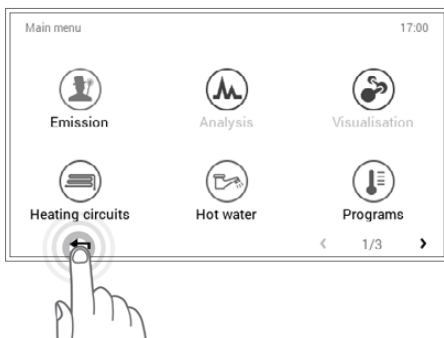 Main menu 17:00
Emission Analysis Visualisation
Heating circuits Hot water Programs
1/3